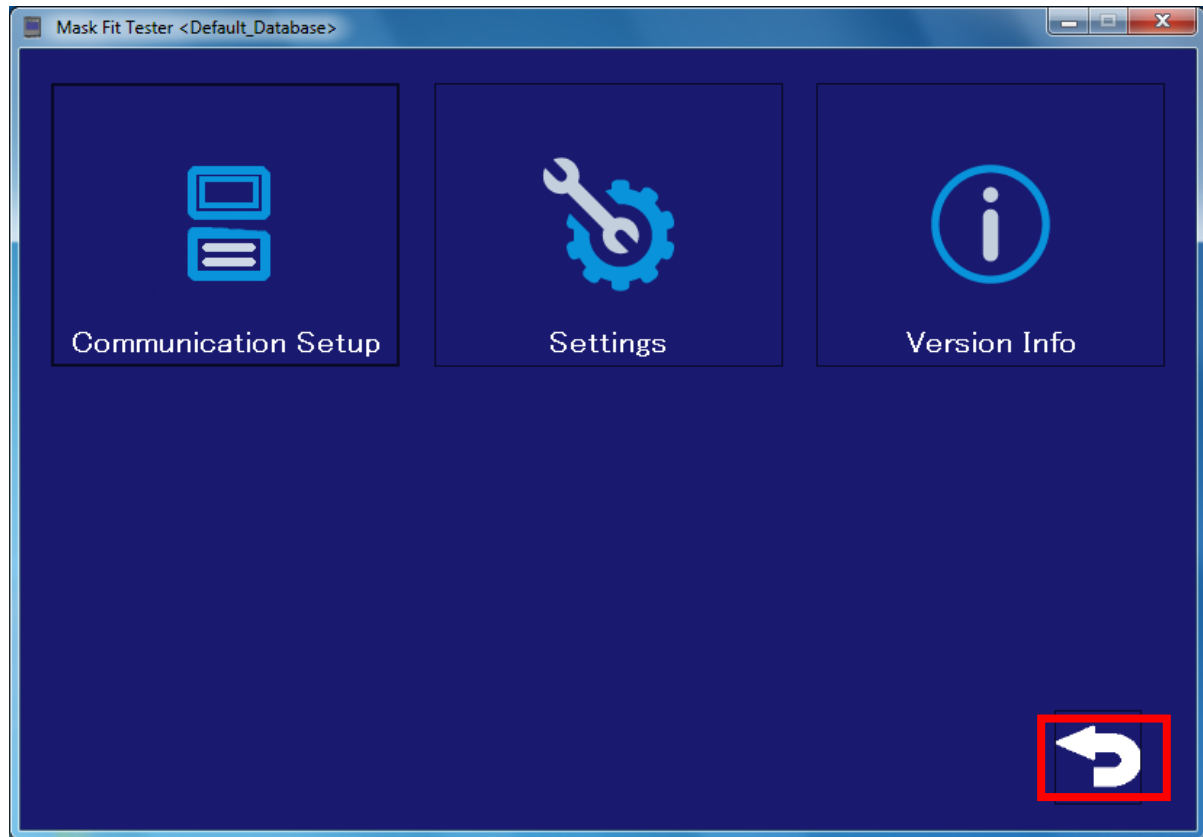 Mask Fit Tester <Default_Database>
Communication Setup
Settings
Version Info